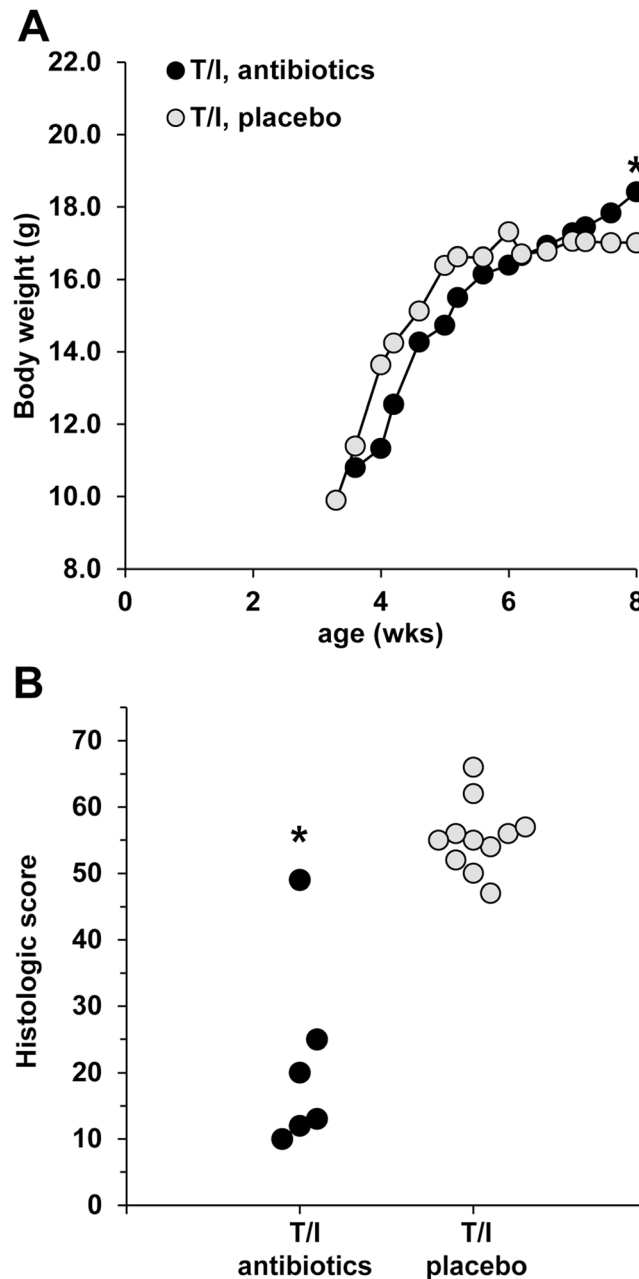 A
22.0
20.0
18.0
16.0
14.0
12.0
10.0
8.0
Body weight (g)
T/I, antibiotics
T/I, placebo
*
0 2 4 6 8
age (wks)
B
70
60
50
40
30
20
10
0
Histologic score
*
T/I T/I
antibiotics placebo